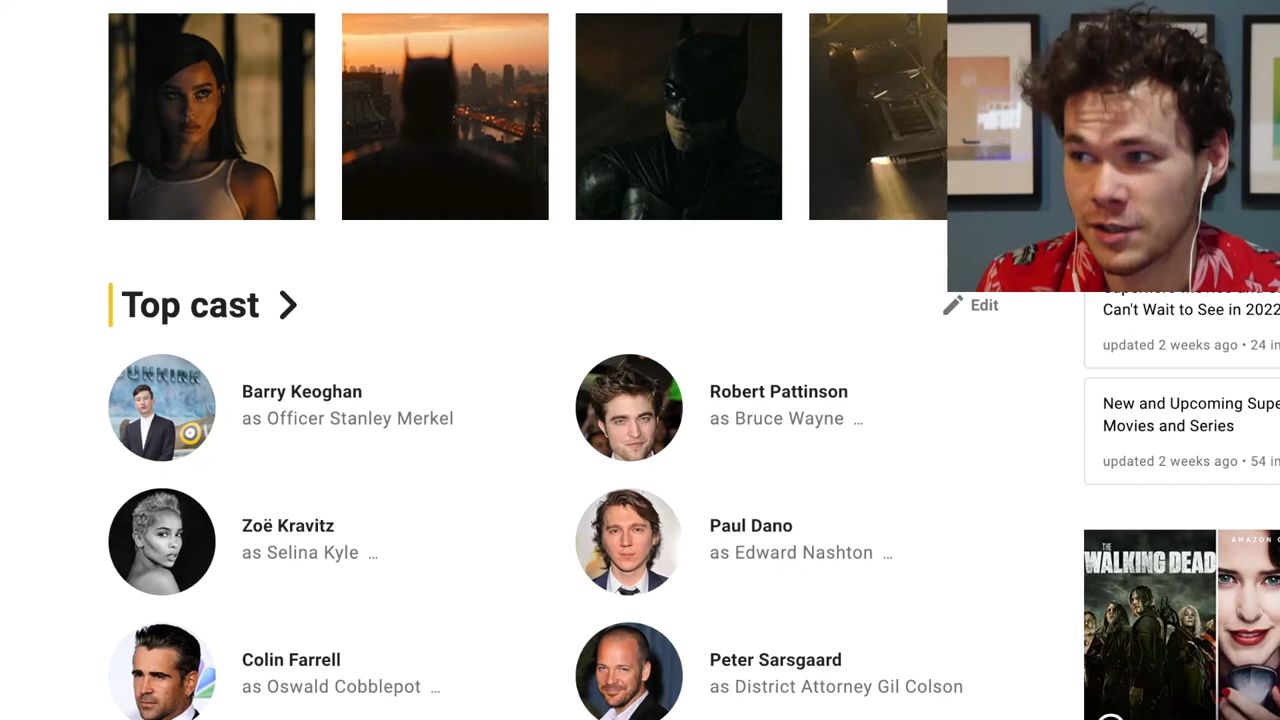 Top cast
Edit
Can't Wait to See in 2022
updated 2 weeks ago • 24
Barry Keoghan
as Officer Stanley Merkel
Robert Pattinson
as Bruce Wayne ...
New and Upcoming
Movies and Series
updated 2 weeks ago • 54
Zoë Kravitz
as Selina Kyle ...
Paul Dano
as Edward Nashton ...
THE
WALKING DEAD
AMAZON
Colin Farrell
as Oswald Cobblepot ...
Peter Sarsgaard
as District Attorney Gil Colson